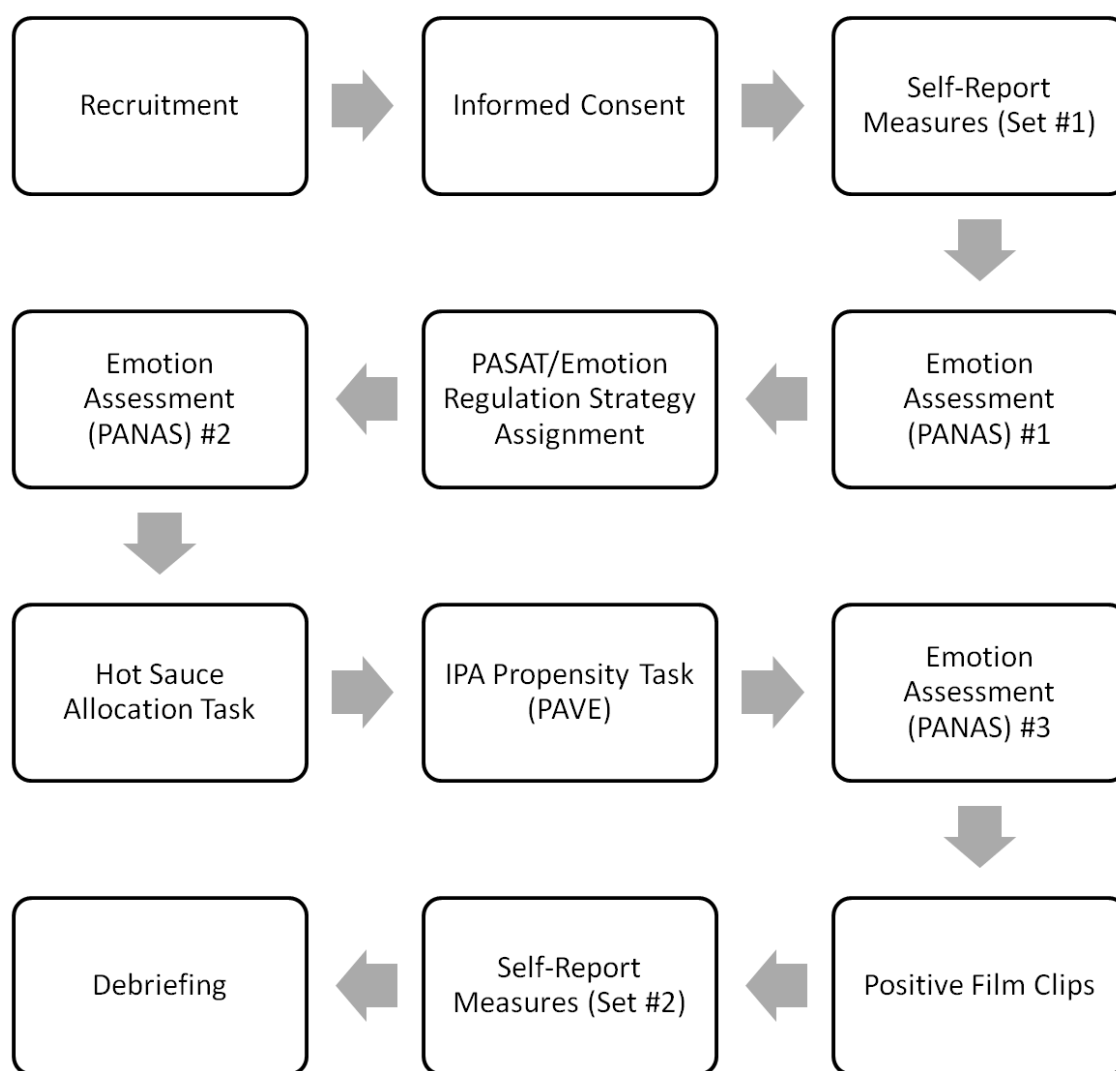 Recruitment
Informed Consent
Self-Report
Measures (Set #1)
Emotion
Assessment
(PANAS) #1
PASAT/Emotion
Regulation Strategy
Assignment
Emotion
Assessment
(PANAS) #2
Hot Sauce
Allocation Task
IPA Propensity Task
(PAVE)
Emotion
Assessment
(PANAS) #3
Positive Film Clips
Self-Report
Measures (Set #2)
Debriefing